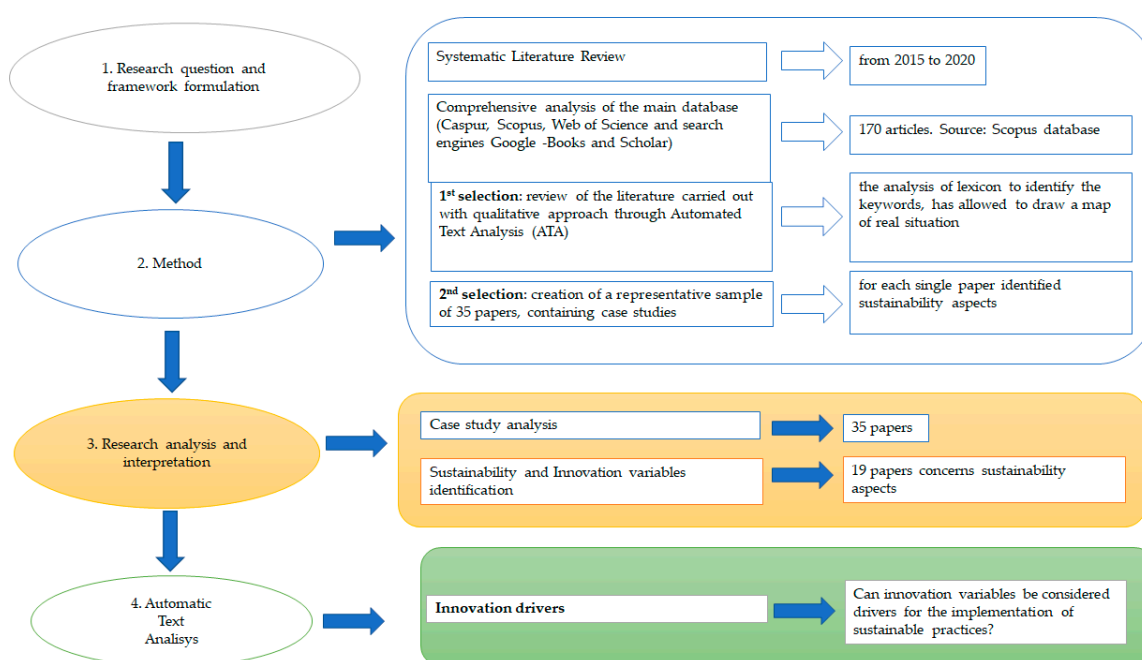 1. Research question and
framework formulation
2. Method
Systematic Literature Review
from 2015 to 2020
Comprehensive analysis of the main database
(Caspur, Scopus, Web of Science and search
engines Google -Books and Scholar)
170 articles. Source: Scopus database
1st selection: review of the literature carried out
with qualitative approach through Automated
Text Analysis (ATA)
the analysis of lexicon to identify the
keywords, has allowed to draw a map
of real situation
2nd selection: creation of a representative sample
of 35 papers, containing case studies
for each single paper identified
sustainability aspects
3. Research analysis and
interpretation
Case study analysis
35 papers
Sustainability and Innovation variables
identification
19 papers concerns sustainability
aspects
4. Automatic
Text
Analisys
Innovation drivers
Can innovation variables be considered
drivers for the implementation of
sustainable practices?